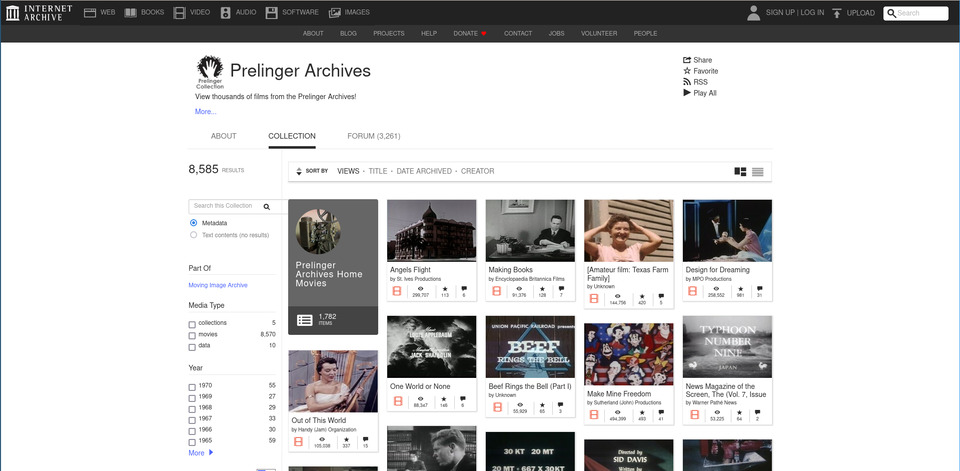 INTERNET ARCHIVE
WEB BOOKS VIDEO AUDIO SOFTWARE IMAGES
SIGN UP | LOG IN UPLOAD Search
ABOUT BLOG PROJECTS HELP DONATE CONTACT JOBS VOLUNTEER PEOPLE
Prelinger Collection
Prelinger Archives
View thousands of films from the Prelinger Archives!
More...
Share
Favorite
RSS
Play All
ABOUT COLLECTION FORUM (3,261)
8,585 RESULTS
SORT BY VIEWS · TITLE · DATE ARCHIVED · CREATOR
Search this Collection
Metadata
Text contents (no results)
Part Of
Moving Image Archive
Media Type
collections 5
movies 8,570
data 10
Year
1970 55
1969 27
1968 29
1967 33
1966 30
1965 59
More
Prelinger
Archives Home
Movies
1,782
ITEMS
Angels Flight
by St. Ives Productions
299,707 113 6
Making Books
by Encyclopaedia Britannica Films
91,376 128 7
[Amateur film: Texas Farm
Family]
by Unknown
144,756 420 5
Design for Dreaming
by MPO Productions
258,552 981 31
Out of This World
by Handy (Jam) Organization
105,038 337 15
LOUIS APPLEBAUM
JACK SHAINDLIN
One World or None
88,347 146 6
UNION PACIFIC RAILROAD presents
BEEF
RINGS THE BELL
Beef Rings the Bell (Part I)
by Unknown
55,929 65 3
Make Mine Freedom
by Sutherland (John) Productions
494,399 493 41
TYPHOON
NUMBER
NINE
JAPAN
News Magazine of the
Screen, The (Vol. 7, Issue
by Warner Pathe News
53,225 64 2
30 KT 20 MT
20 MT = 667 X 30 KT
Directed by
SID DAVIS
Written by